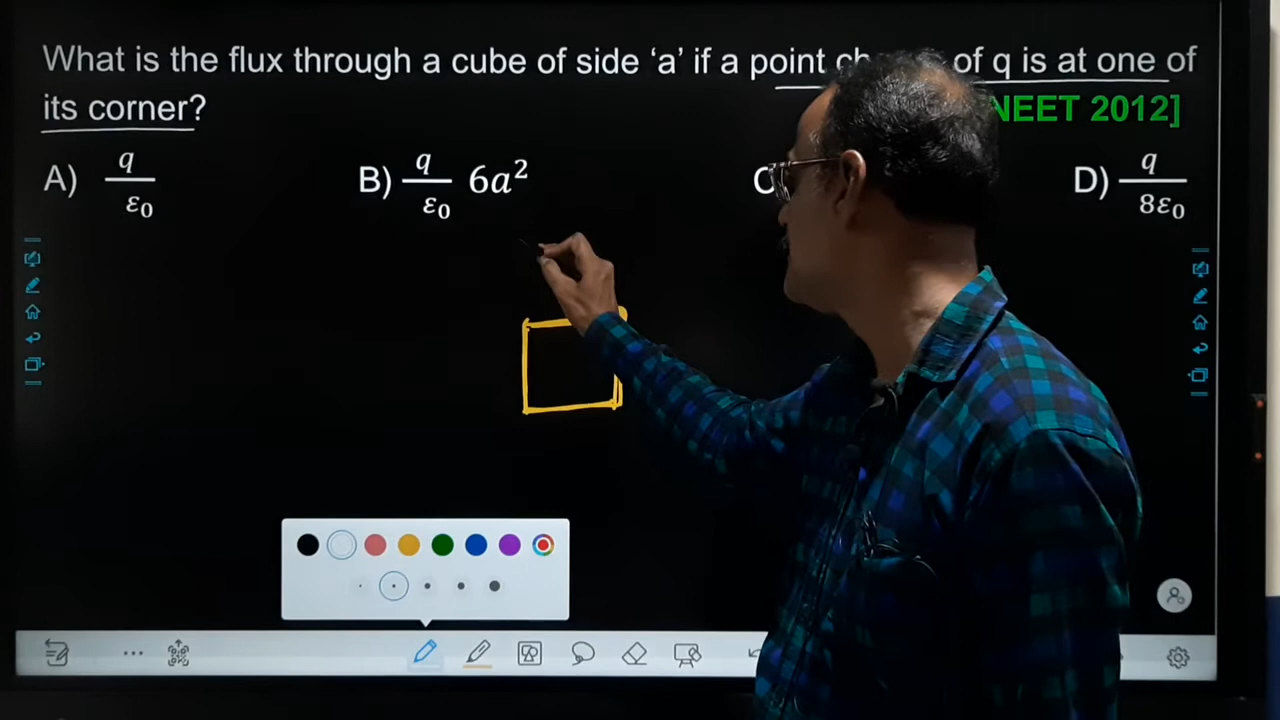 What is the flux through a cube of side ‘a’ if a point of q is at one of
its corner? NEET 2012]
A) q/ε₀ B) q/ε₀ 6a² D) q/8ε₀